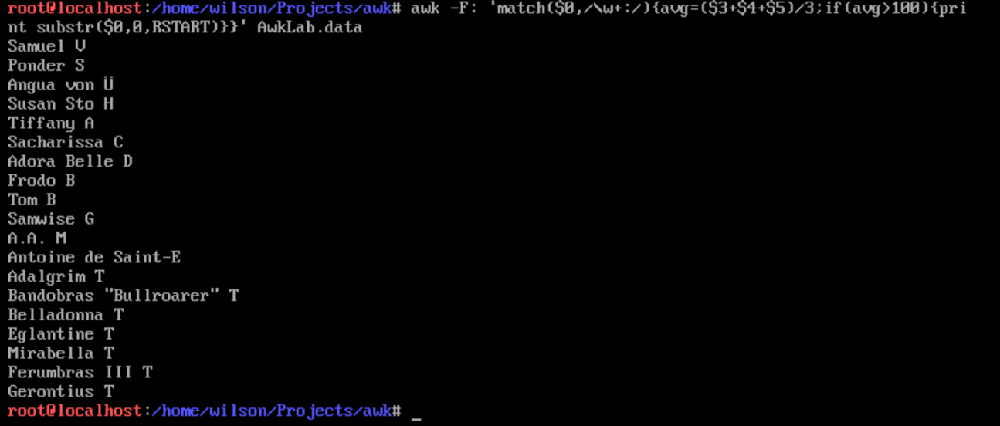 root@localhost:/home/wilson/Projects/awk# awk -F: 'match($0,/\w+:/){avg=($3+$4+$5)/3;if(avg>100){pri
nt substr($0,0,RSTART)}}' AwkLab.data
Samuel V
Ponder S
Angua von Ü
Susan Sto H
Tiffany A
Sacharissa C
Adora Belle D
Frodo B
Tom B
Samwise G
A.A. M
Antoine de Saint-E
Adalgrim T
Bandobras "Bullroarer" T
Belladonna T
Eglantine T
Mirabella T
Ferumbras III T
Gerontius T
root@localhost:/home/wilson/Projects/awk# _